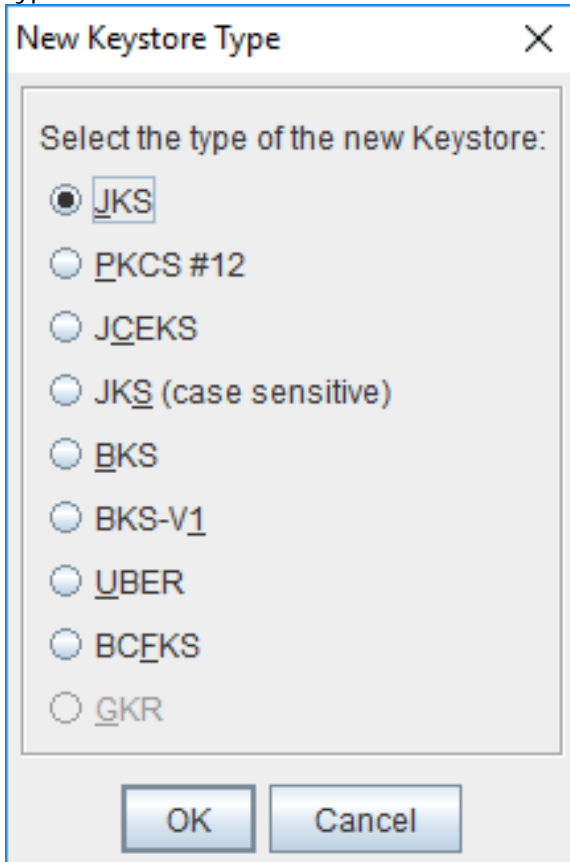 New Keystore Type
Select the type of the new Keystore:
JKS
PKCS #12
JCEKS
JKS (case sensitive)
BKS
BKS-V1
UBER
BCFKS
GKR
OK Cancel